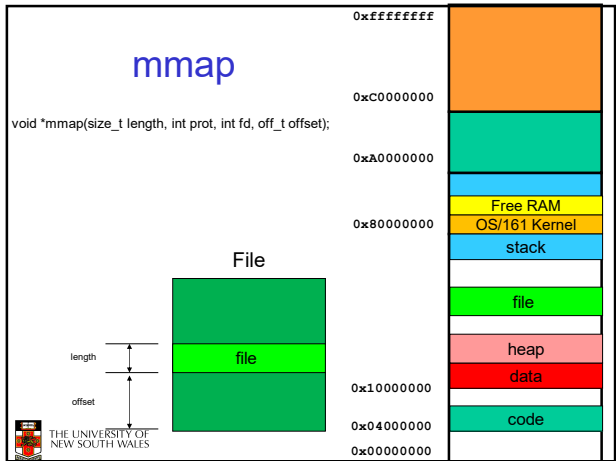 mmap
void *mmap(size_t length, int prot, int fd, off_t offset);
File
length
file
offset
THE UNIVERSITY OF
NEW SOUTH WALES
0xffffffff
0xC0000000
0xA0000000
Free RAM
0x80000000
OS/161 Kernel
stack
file
heap
data
0x10000000
code
0x04000000
0x00000000